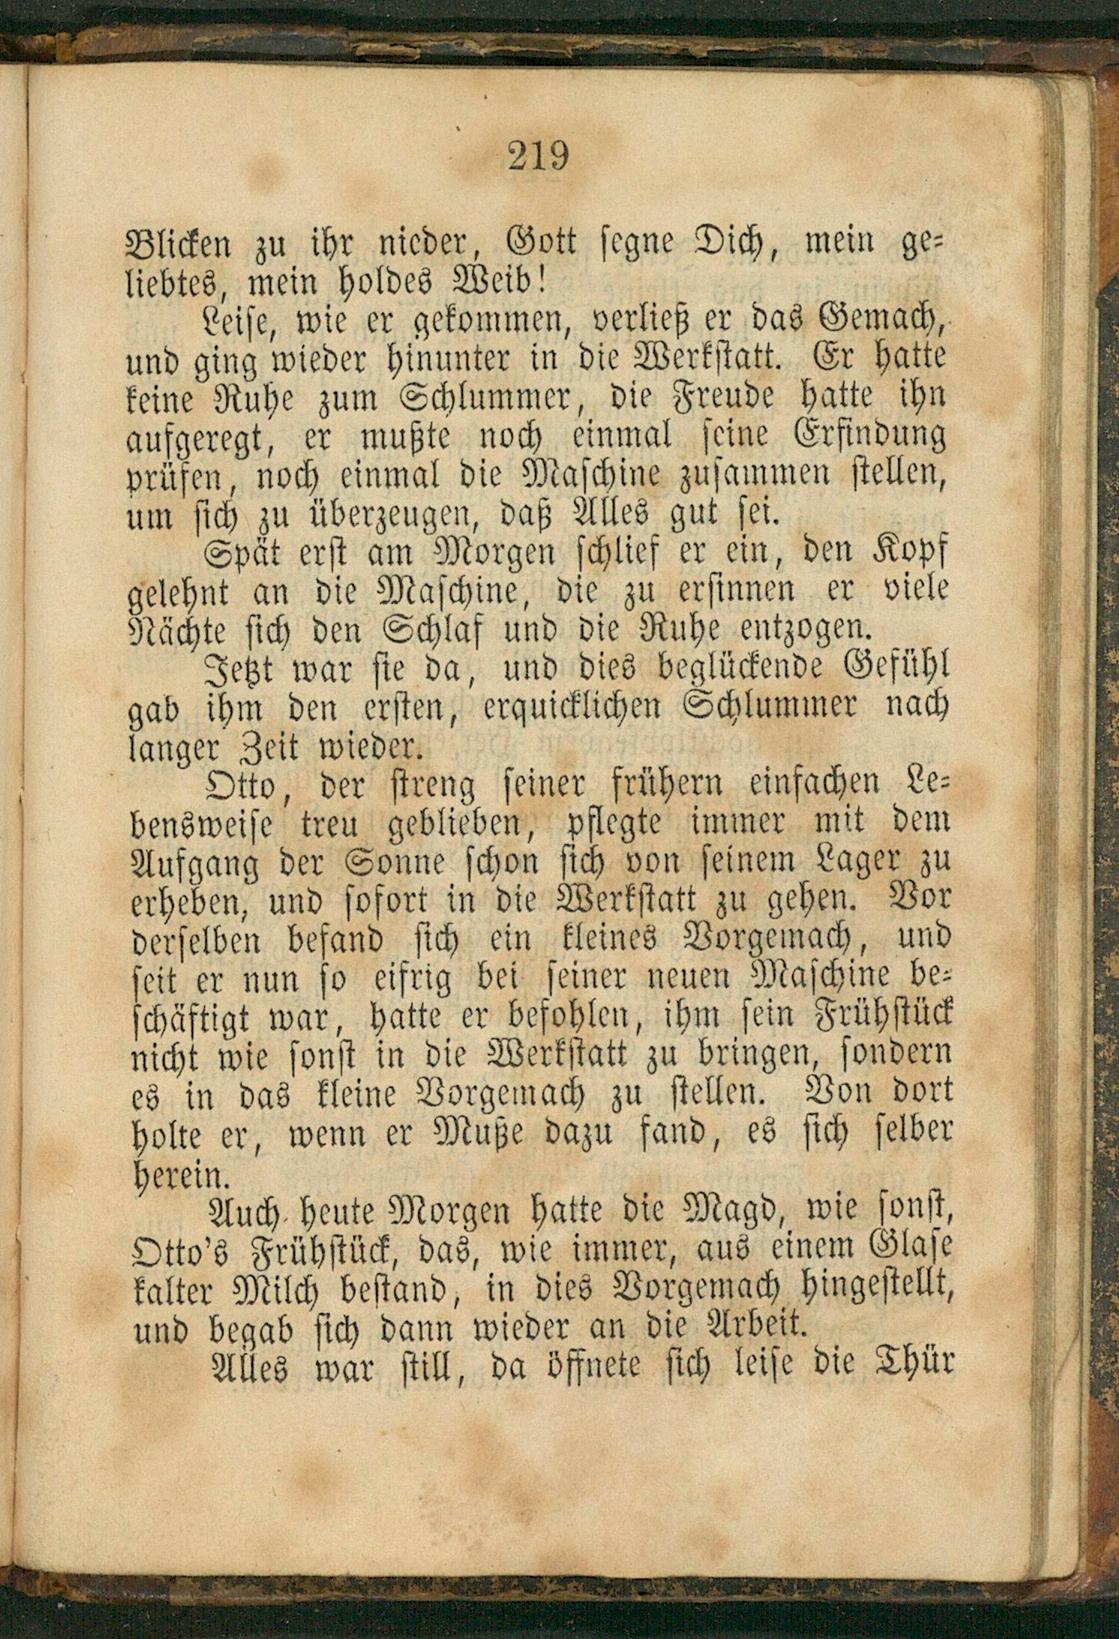 219
Blicken zu ihr nieder, Gott segne Dich, mein ge-
liebtes, mein holdes Weib!
Leise, wie er gekommen, verließ er das Gemach,
und ging wieder hinunter in die Werkstatt. Er hatte
keine Ruhe zum Schlummer, die Freude hatte ihn
aufgeregt, er mußte noch einmal seine Erfindung
prüfen, noch einmal die Maschine zusammen stellen,
um sich zu überzeugen, daß Alles gut sei.
Spät erst am Morgen schlief er ein, den Kopf
gelehnt an die Maschine, die zu ersinnen er viele
Nächte sich den Schlaf und die Ruhe entzogen.
Jetzt war sie da, und dies beglückende Gefühl
gab ihm den ersten, erquicklichen Schlummer nach
langer Zeit wieder.
Otto, der streng seiner frühern einfachen Le-
bensweise treu geblieben, pflegte immer mit dem
Aufgang der Sonne schon sich von seinem Lager zu
erheben, und sofort in die Werkstatt zu gehen. Vor
derselben befand sich ein kleines Vorgemach, und
seit er nun so eifrig bei seiner neuen Maschine be-
schäftigt war, hatte er befohlen, ihm sein Frühstück
nicht wie sonst in die Werkstatt zu bringen, sondern
es in das kleine Vorgemach zu stellen. Von dort
holte er, wenn er Muße dazu fand, es sich selber
herein.
Auch heute Morgen hatte die Magd, wie sonst,
Otto's Frühstück, das, wie immer, aus einem Glase
kalter Milch bestand, in dies Vorgemach hingestellt,
und begab sich dann wieder an die Arbeit.
Alles war still, da öffnete sich leise die Thür